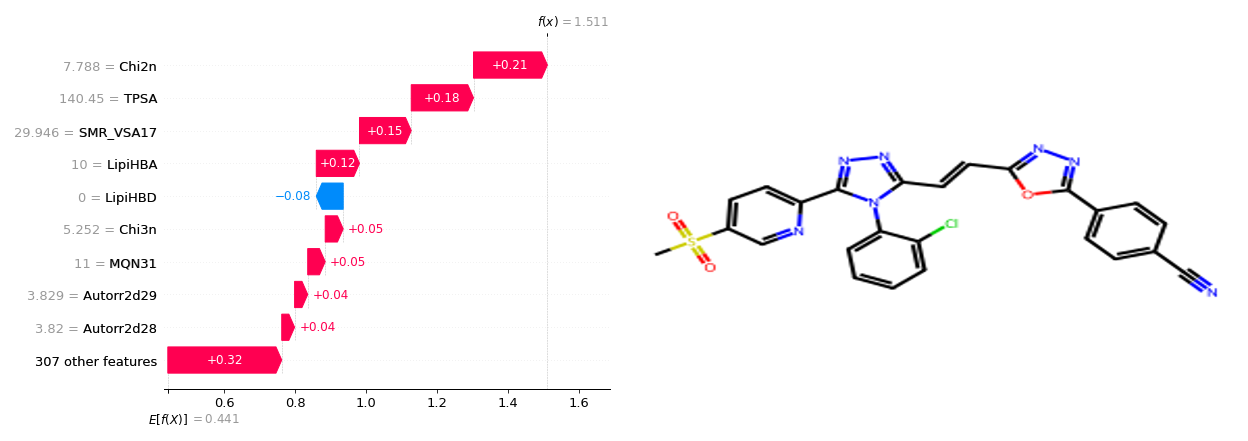 f(x) = 1.511
7.788 = Chi2n
+0.21
140.45 = TPSA
+0.18
29.946 = SMR_VSA17
+0.15
10 = LipiHBA
+0.12
0 = LipiHBD
−0.08
5.252 = Chi3n
+0.05
11 = MQN31
+0.05
3.829 = Autorr2d29
+0.04
3.82 = Autorr2d28
+0.04
307 other features
+0.32
0.6 0.8 1.0 1.2 1.4 1.6
E[f(X)] = 0.441
N N
N N
N
O
Cl
N
O
S
O
N